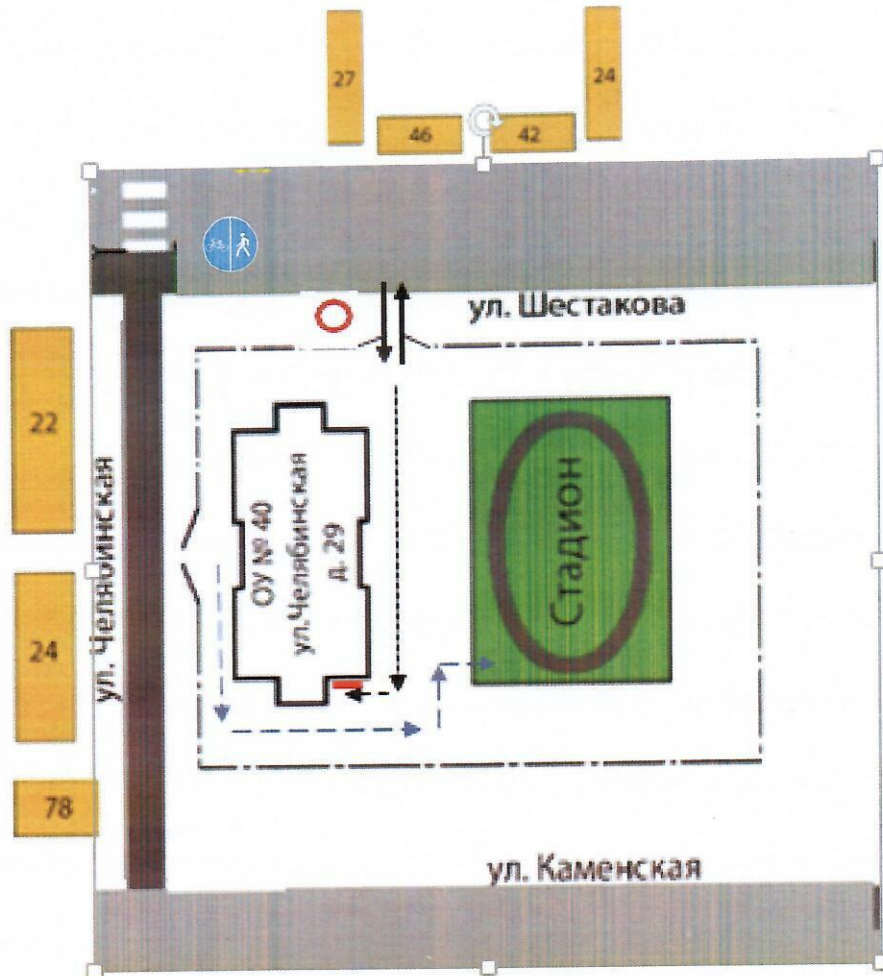 27
24
46
42
ул. Шестакова
22
ул. Челябинская
ОУ № 40
ул.Челябинская
д. 29
Стадион
24
78
ул. Каменская